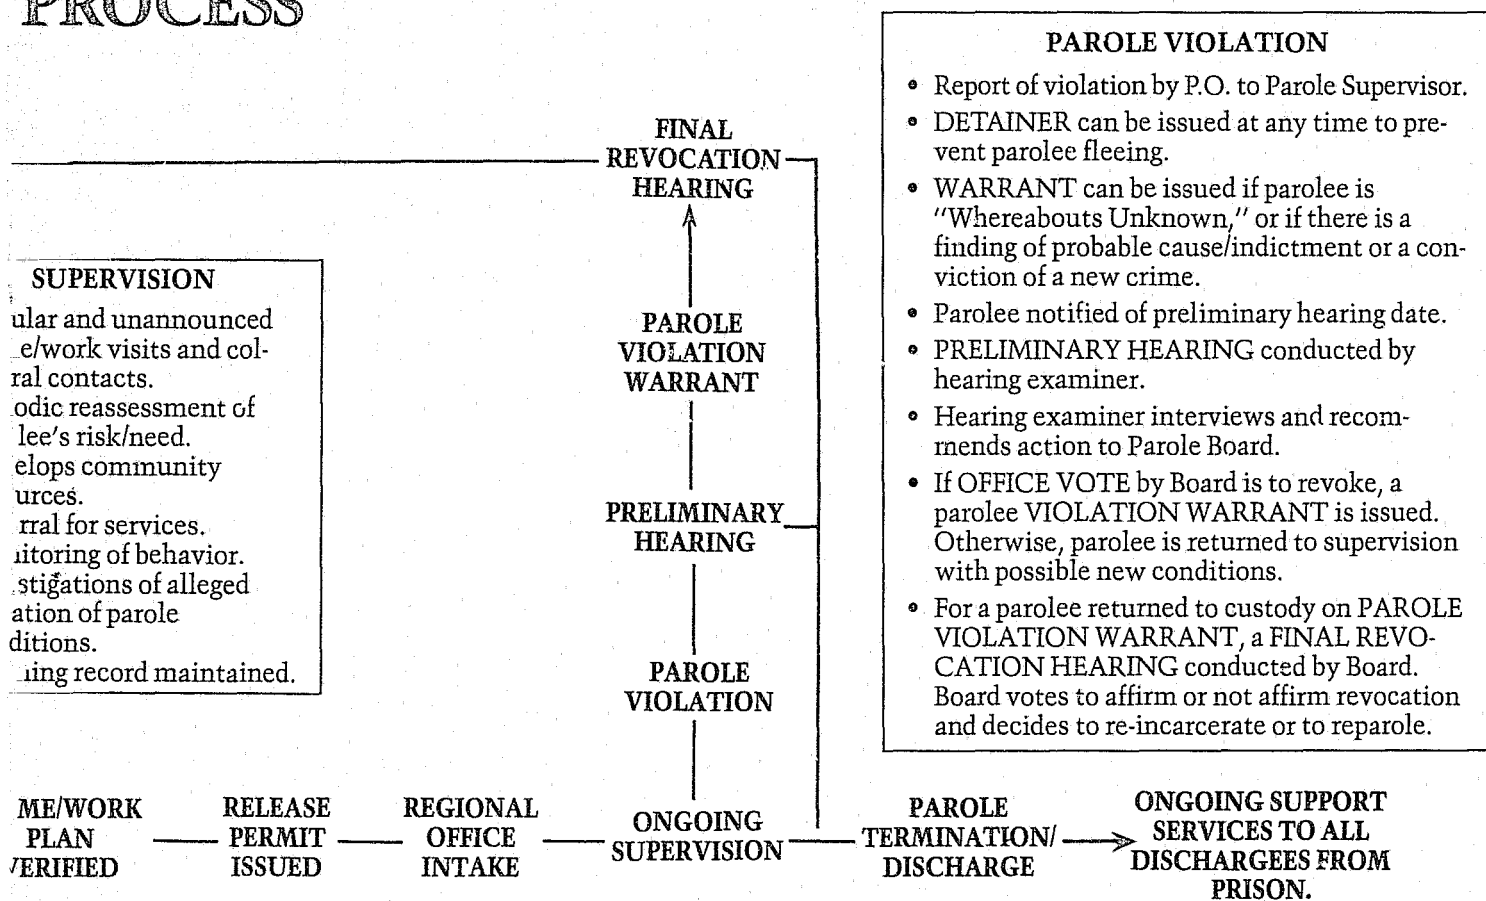 PROCESS
PAROLE VIOLATION
• Report of violation by P.O. to Parole Supervisor.
• DETAINER can be issued at any time to pre-
vent parolee fleeing.
• WARRANT can be issued if parolee is
"Whereabouts Unknown," or if there is a
finding of probable cause/indictment or a con-
viction of a new crime.
• Parolee notified of preliminary hearing date.
• PRELIMINARY HEARING conducted by
hearing examiner.
• Hearing examiner interviews and recom-
mends action to Parole Board.
• If OFFICE VOTE by Board is to revoke, a
parolee VIOLATION WARRANT is issued.
Otherwise, parolee is returned to supervision
with possible new conditions.
• For a parolee returned to custody on PAROLE
VIOLATION WARRANT, a FINAL REVO-
CATION HEARING conducted by Board.
Board votes to affirm or not affirm revocation
and decides to re-incarcerate or to reparole.
FINAL
REVOCATION
HEARING
SUPERVISION
ular and unannounced
e/work visits and col-
ral contacts.
odic reassessment of
lee's risk/need.
elops community
urces.
rral for services.
itoring of behavior.
stigations of alleged
ation of parole
ditions.
ing record maintained.
PAROLE
VIOLATION
WARRANT
PRELIMINARY
HEARING
PAROLE
VIOLATION
ME/WORK
PLAN
VERIFIED
RELEASE
PERMIT
ISSUED
REGIONAL
OFFICE
INTAKE
ONGOING
SUPERVISION
PAROLE
TERMINATION/
DISCHARGE
ONGOING SUPPORT
SERVICES TO ALL
DISCHARGEES FROM
PRISON.